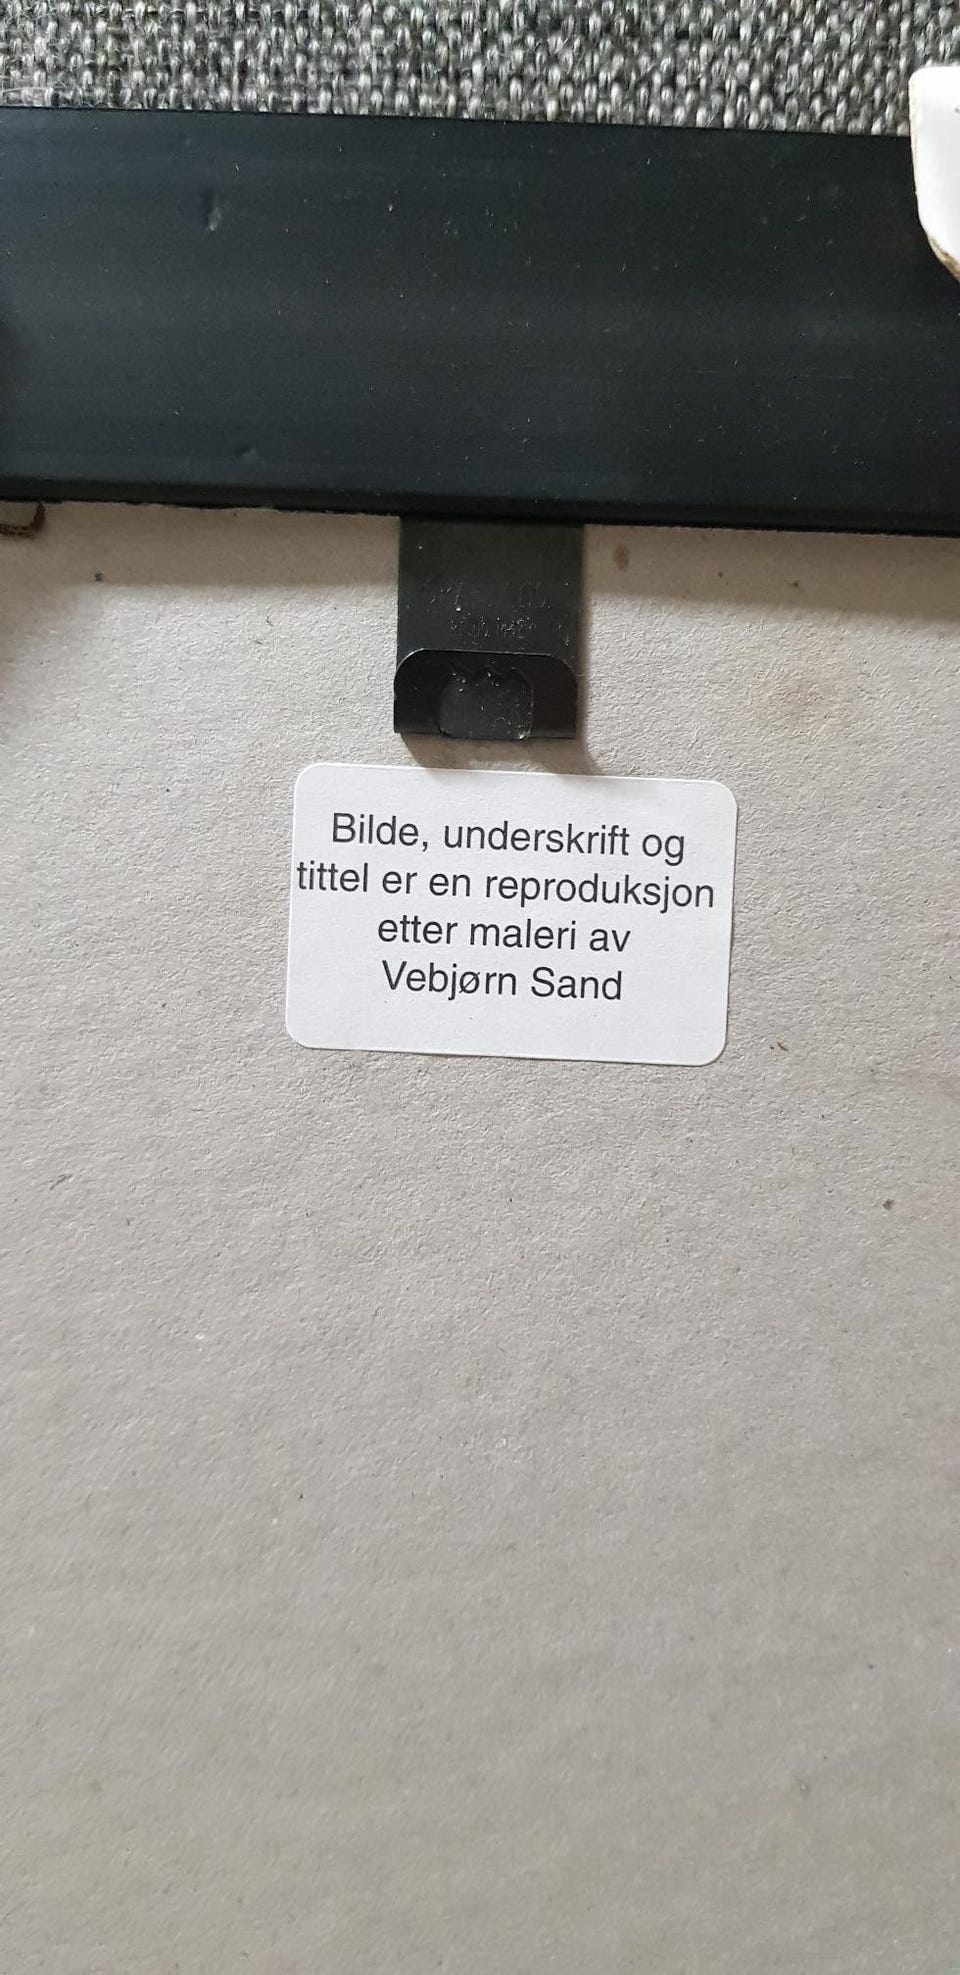 Bilde, underskrift og
tittel er en reproduksjon
etter maleri av
Vebjørn Sand